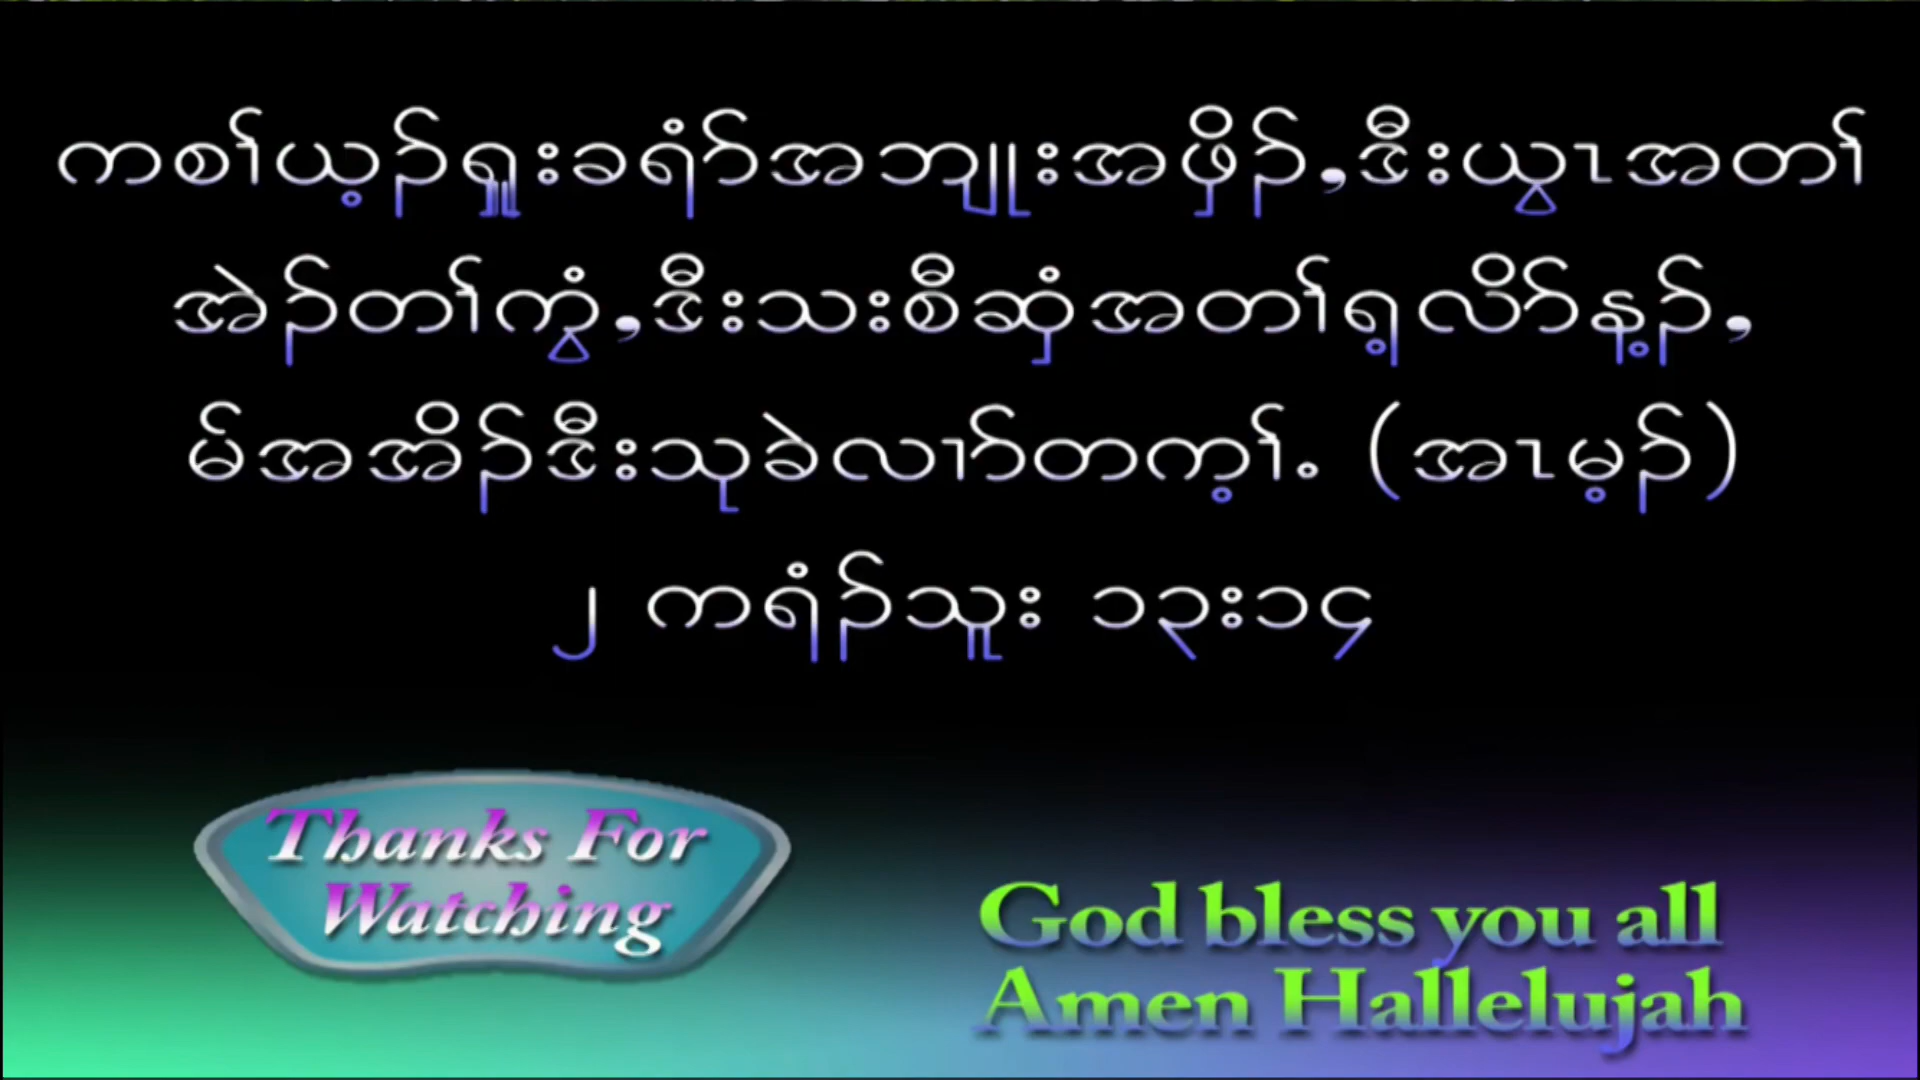 ကစၢ်ယ့ၣ်ရှူးခရံာ်အဘျုးအဖှိၣ်,ဒီးယွၤအတၢ်
အဲၣ်တၢ်ကွံ,ဒီးသးစီဆှံအတၢ်ရ့လိာ်န့ၣ်,
မ်အအိၣ်ဒီးသုခဲလၢာ်တက့ၢ်. (အၤမ့ၣ်)
၂ ကရံၣ်သူး ၁၃း၁၄
Thanks For
Watching
God bless you all
Amen Hallelujah